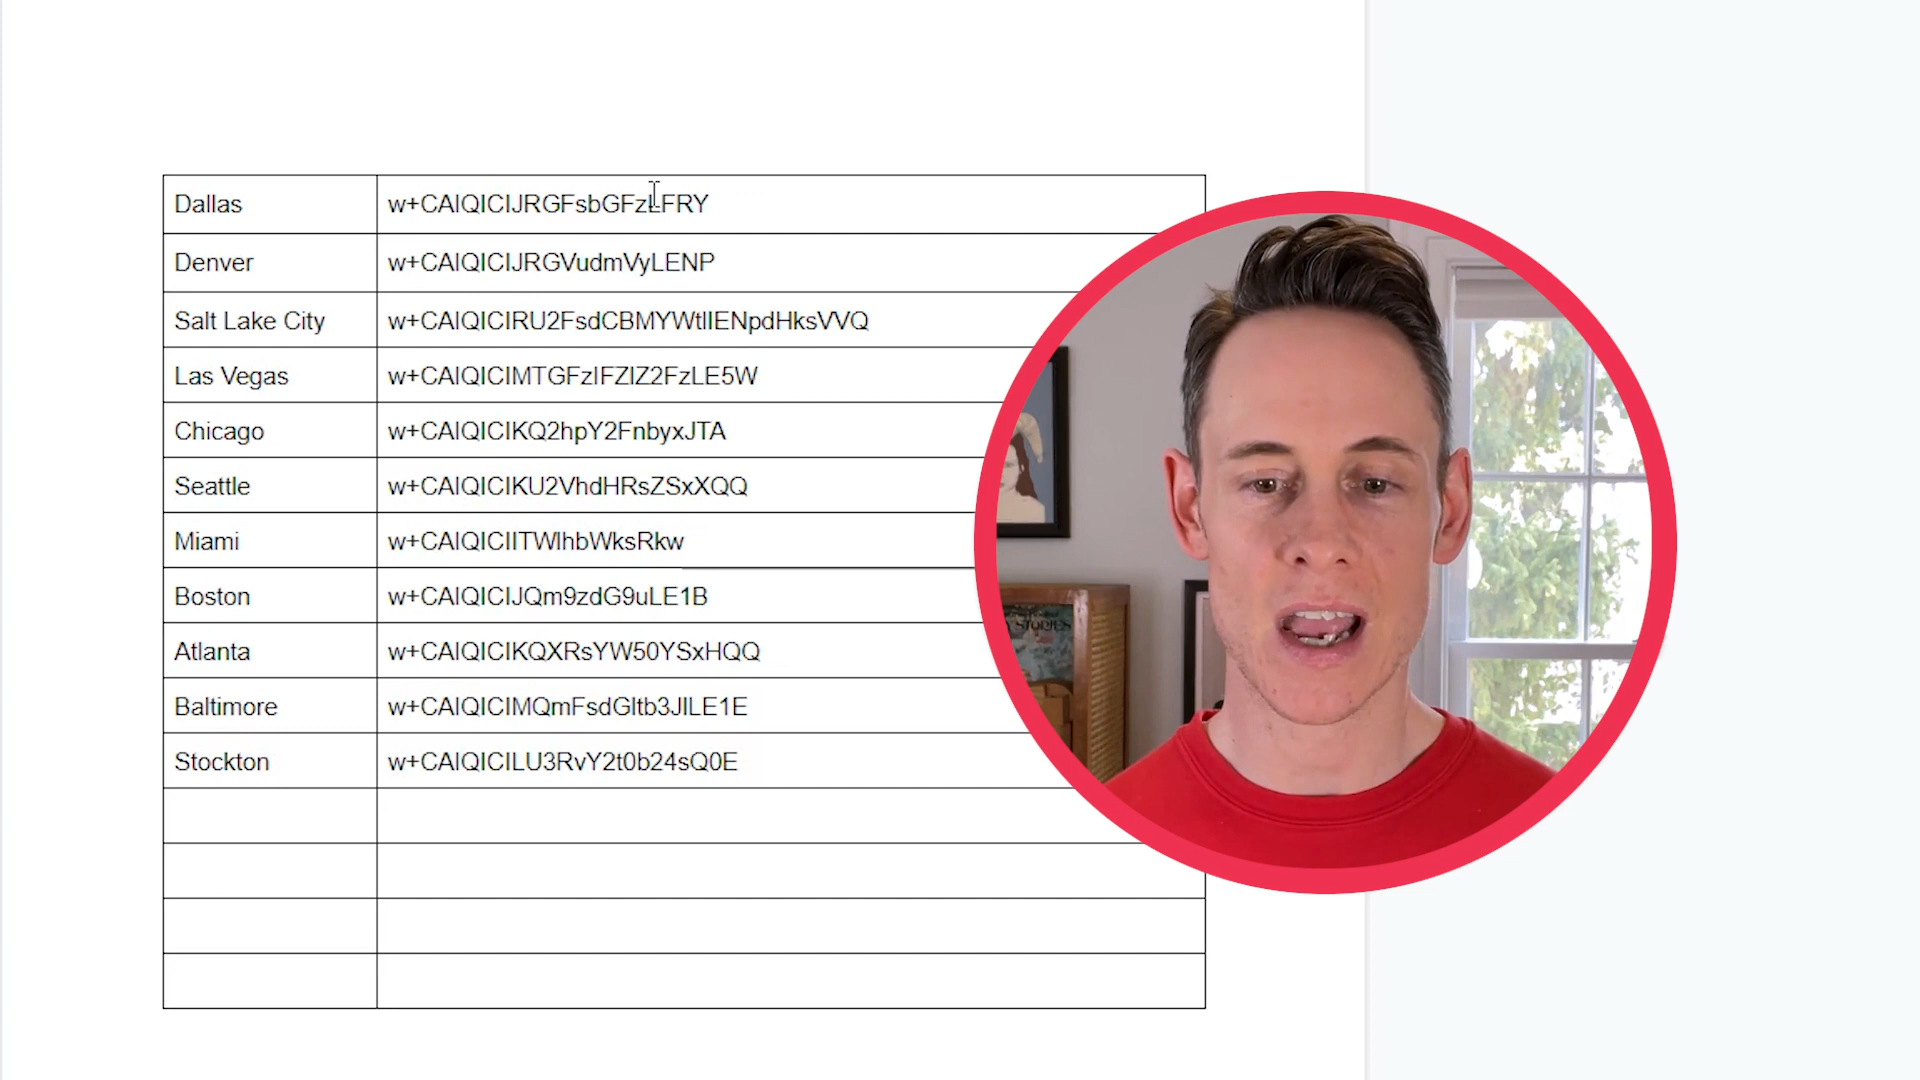 Dallas w+CAIQICIJRGFsbGFzLFRY
Denver w+CAIQICIJRGVudmVyLENP
Salt Lake City w+CAIQICIRU2FsdCBMYWtlIENpdHksVVQ
Las Vegas w+CAIQICIMTGFzIFZlZ2FzLE5W
Chicago w+CAIQICIKQ2hpY2FnbyxJTA
Seattle w+CAIQICIKU2VhdHRsZSxXQQ
Miami w+CAIQICIITWlhbWksRkw
Boston w+CAIQICIJQm9zdG9uLE1B
Atlanta w+CAIQICIKQXRsYW50YSxHQQ
Baltimore w+CAIQICIMQmFsdGltb3JlLE1E
Stockton w+CAIQICILU3RvY2t0b24sQ0E
STORIES